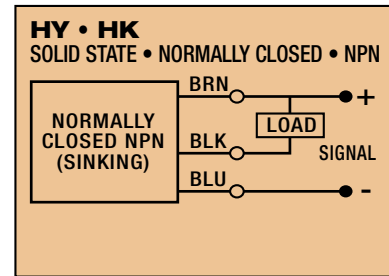 HY • HK
SOLID STATE • NORMALLY CLOSED • NPN
BRN
+
NORMALLY
CLOSED NPN
(SINKING)
LOAD
BLK
SIGNAL
BLU
-